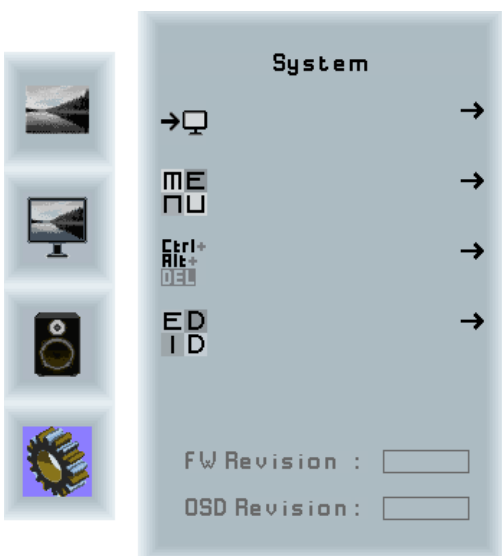 System
ME
NU
Ctrl+
Alt+
DEL
ED
ID
FW Revision :
OSD Revision :